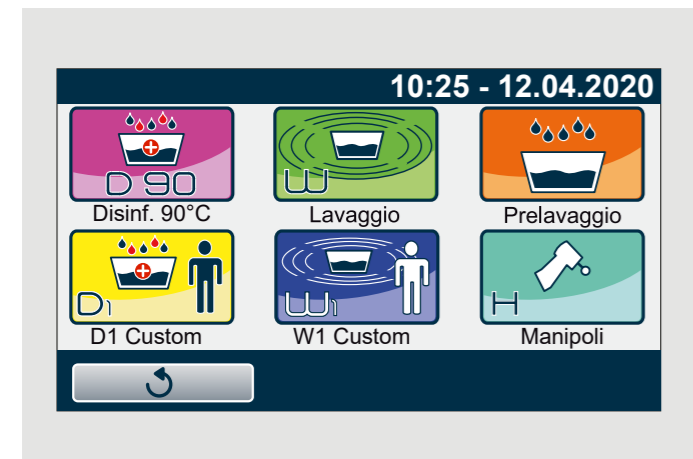 10:25 - 12.04.2020
D 90
Disinf. 90°C
W
Lavaggio
Prelavaggio
D1
D1 Custom
W1
W1 Custom
H
Manipoli